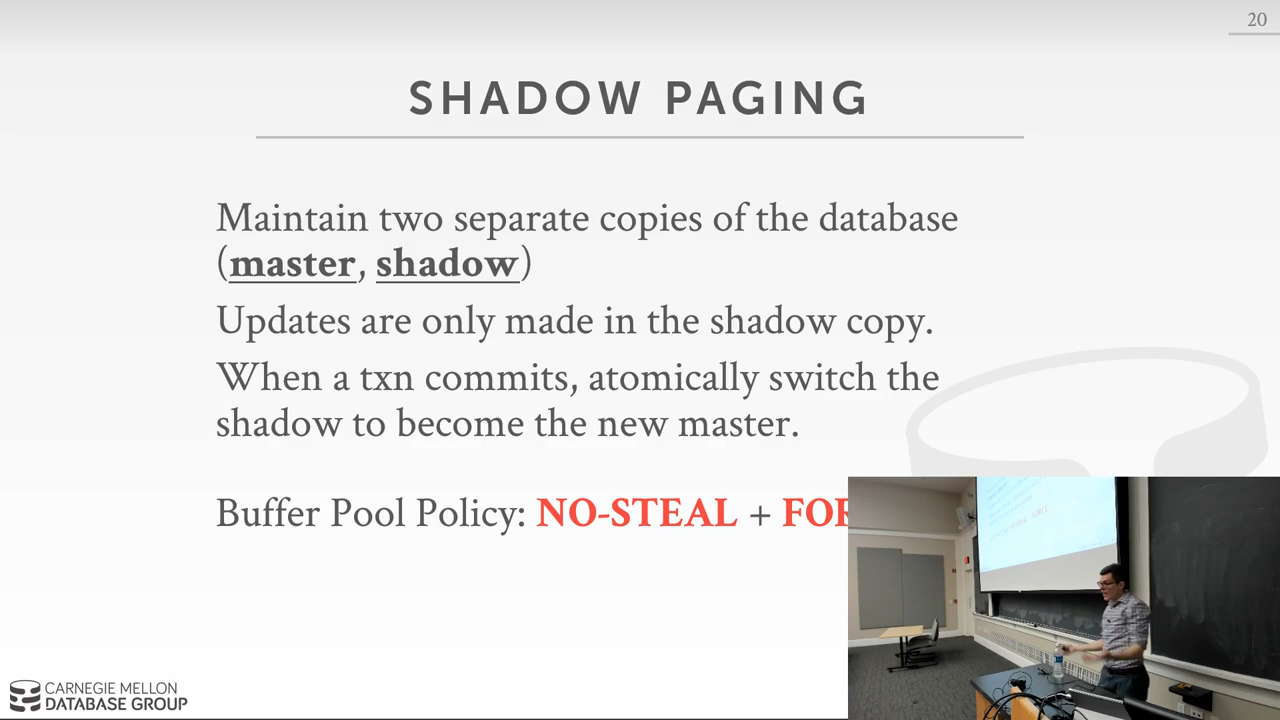 20
SHADOW PAGING
Maintain two separate copies of the database
(master, shadow)
Updates are only made in the shadow copy.
When a txn commits, atomically switch the
shadow to become the new master.
Buffer Pool Policy: NO-STEAL + FOR
CARNEGIE MELLON
DATABASE GROUP